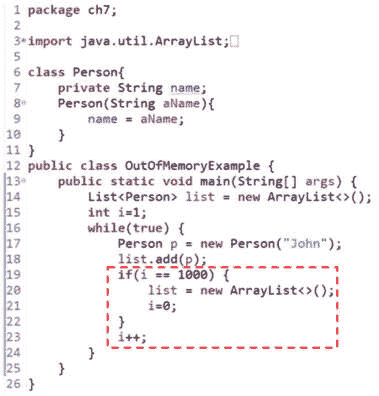 1 package ch7;
2
3 import java.util.ArrayList;
5
6 class Person{
7     private String name;
8     Person(String aName){
9         name = aName;
10     }
11 }
12 public class OutOfMemoryExample {
13     public static void main(String[] args) {
14         List<Person> list = new ArrayList<>();
15         int i=1;
16         while(true) {
17             Person p = new Person("John");
18             list.add(p);
19             if(i == 1000) {
20                 list = new ArrayList<>();
21                 i=0;
22             }
23             i++;
24         }
25     }
26 }